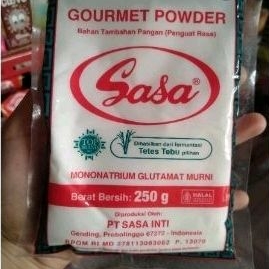 GOURMET POWDER
Bahan Tambahan Pangan (Penguat Rasa)
Sasa®
Dihasilkan dari fermentasi
Tetes Tebu pilihan
MONONATRIUM GLUTAMAT MURNI
Berat Bersih: 250 g
HALAL
Diproduksi Oleh:
PT SASA INTI
Gending, Probolinggo 67272 - Indonesia